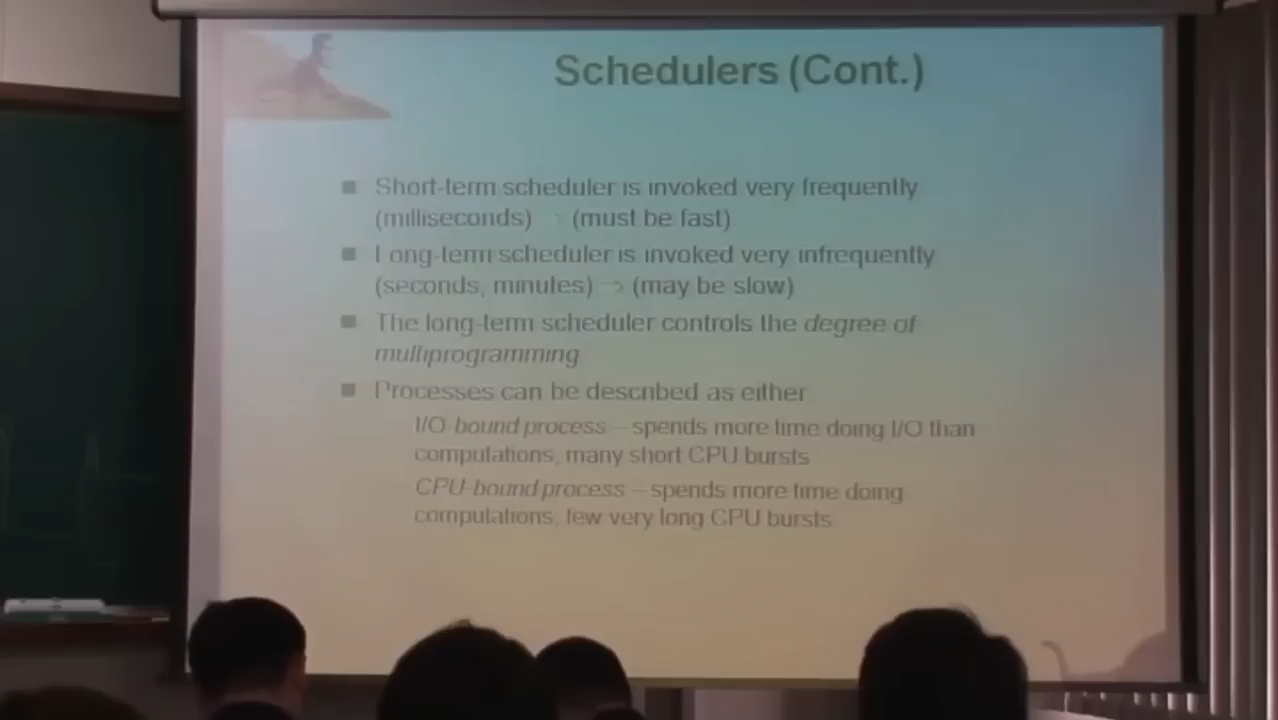 Schedulers (Cont.)
Short-term scheduler is invoked very frequently
(milliseconds) → (must be fast)
Long-term scheduler is invoked very infrequently
(seconds, minutes) → (may be slow)
The long-term scheduler controls the degree of
multiprogramming
Processes can be described as either
I/O-bound process – spends more time doing I/O than
computations, many short CPU bursts
CPU-bound process – spends more time doing
computations, few very long CPU bursts